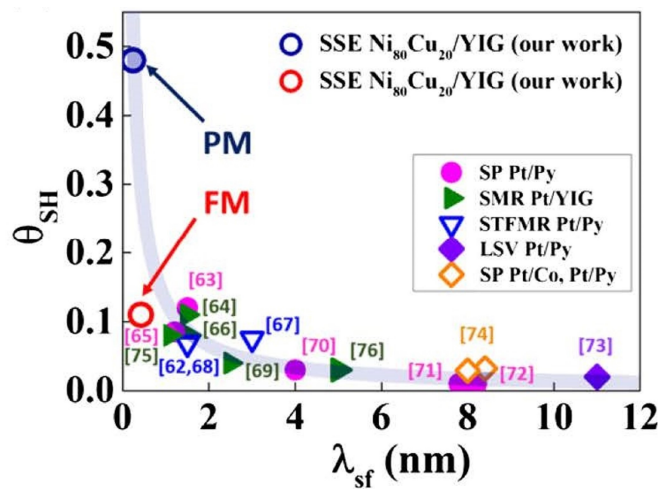 0.5
0.4
0.3
0.2
0.1
0.0
θSH
SSE Ni80Cu20/YIG (our work)
SSE Ni80Cu20/YIG (our work)
PM
FM
SP Pt/Py
SMR Pt/YIG
STFMR Pt/Py
LSV Pt/Py
SP Pt/Co, Pt/Py
[63]
[64]
[65]
[66]
[67]
[74]
[75]
[62,68]
[69]
[70]
[76]
[71]
[72]
[73]
0 2 4 6 8 10 12
λsf (nm)